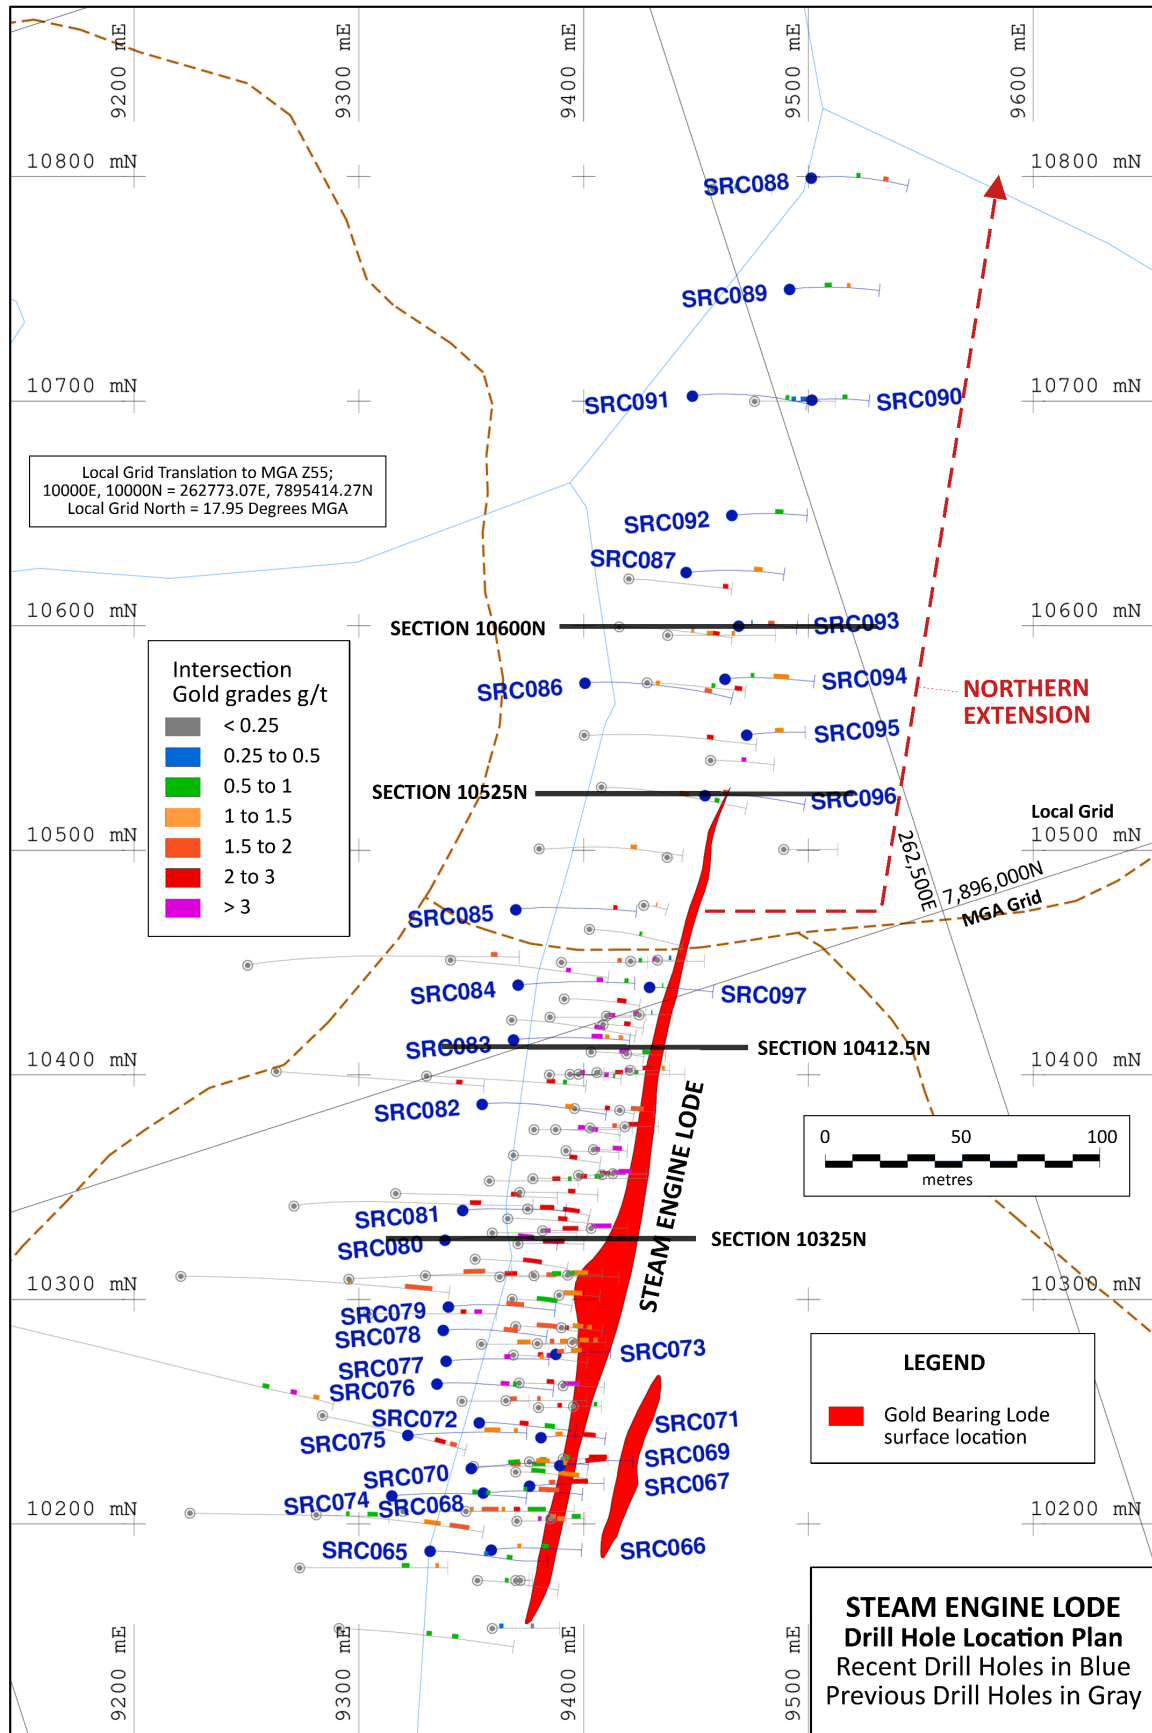 9200 mE
9300 mE
9400 mE
9500 mE
9600 mE
10800 mN
10800 mN
SRC088
SRC089
10700 mN
10700 mN
SRC091
SRC090
Local Grid Translation to MGA Z55;
10000E, 10000N = 262773.07E, 7895414.27N
Local Grid North = 17.95 Degrees MGA
SRC092
SRC087
10600 mN
10600 mN
SECTION 10600N
SRC093
Intersection
Gold grades g/t
< 0.25
0.25 to 0.5
0.5 to 1
1 to 1.5
1.5 to 2
2 to 3
> 3
SRC086
SRC094
NORTHERN
EXTENSION
SRC095
SECTION 10525N
SRC096
Local Grid
10500 mN
10500 mN
262,500E
7,896,000N
MGA Grid
SRC085
SRC084
SRC097
SRC083
SECTION 10412.5N
10400 mN
10400 mN
SRC082
STEAM ENGINE LODE
0 50 100
metres
SRC081
SRC080
SECTION 10325N
10300 mN
10300 mN
SRC079
SRC078
SRC073
SRC077
SRC076
LEGEND
Gold Bearing Lode
surface location
SRC072
SRC071
SRC075
SRC069
SRC070
SRC067
SRC074
SRC068
10200 mN
10200 mN
SRC065
SRC066
STEAM ENGINE LODE
Drill Hole Location Plan
Recent Drill Holes in Blue
Previous Drill Holes in Gray
9200 mE
9300 mE
9400 mE
9500 mE